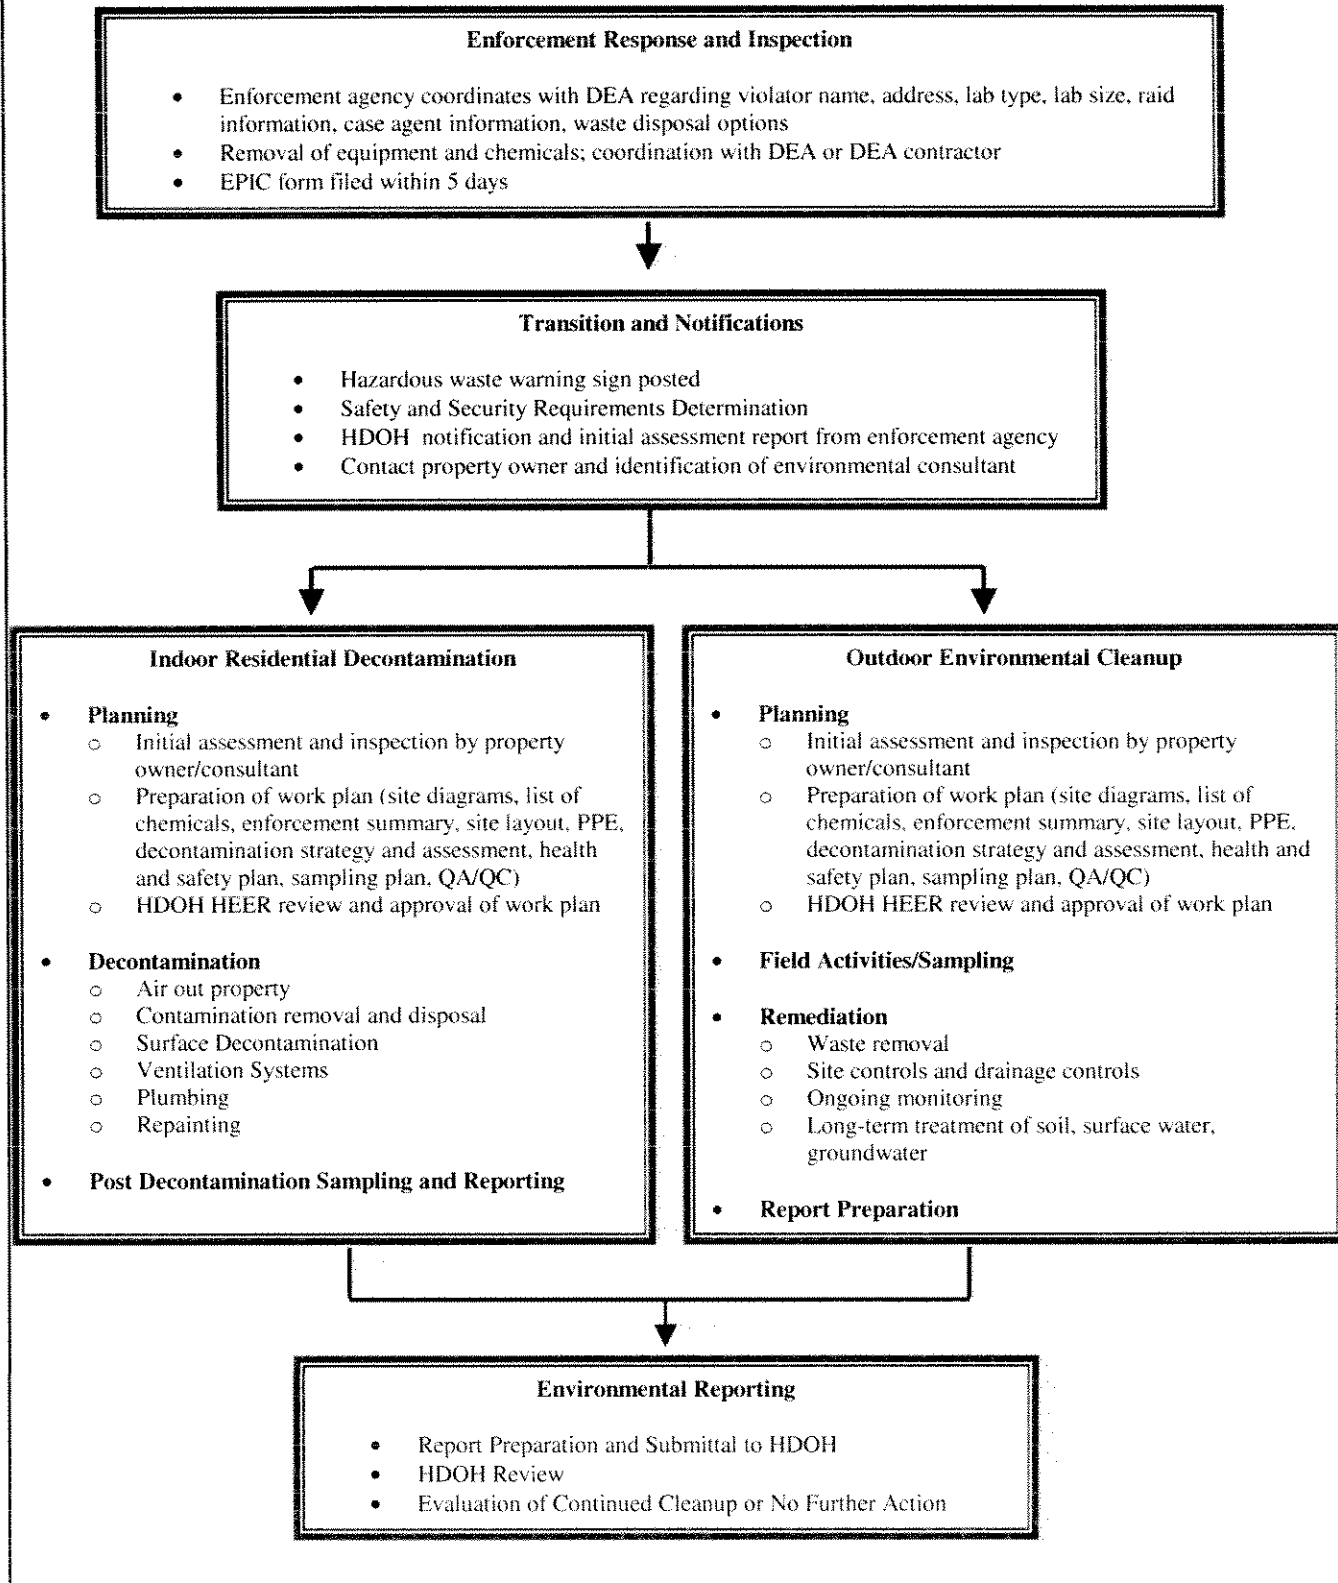 Enforcement Response and Inspection
• Enforcement agency coordinates with DEA regarding violator name, address, lab type, lab size, raid
information, case agent information, waste disposal options
• Removal of equipment and chemicals; coordination with DEA or DEA contractor
• EPIC form filed within 5 days
Transition and Notifications
• Hazardous waste warning sign posted
• Safety and Security Requirements Determination
• HDOH notification and initial assessment report from enforcement agency
• Contact property owner and identification of environmental consultant
Indoor Residential Decontamination
• Planning
○ Initial assessment and inspection by property
owner/consultant
○ Preparation of work plan (site diagrams, list of
chemicals, enforcement summary, site layout, PPE,
decontamination strategy and assessment, health
and safety plan, sampling plan, QA/QC)
○ HDOH HEER review and approval of work plan
• Decontamination
○ Air out property
○ Contamination removal and disposal
○ Surface Decontamination
○ Ventilation Systems
○ Plumbing
○ Repainting
• Post Decontamination Sampling and Reporting
Outdoor Environmental Cleanup
• Planning
○ Initial assessment and inspection by property
owner/consultant
○ Preparation of work plan (site diagrams, list of
chemicals, enforcement summary, site layout, PPE,
decontamination strategy and assessment, health and
safety plan, sampling plan, QA/QC)
○ HDOH HEER review and approval of work plan
• Field Activities/Sampling
• Remediation
○ Waste removal
○ Site controls and drainage controls
○ Ongoing monitoring
○ Long-term treatment of soil, surface water,
groundwater
• Report Preparation
Environmental Reporting
• Report Preparation and Submittal to HDOH
• HDOH Review
• Evaluation of Continued Cleanup or No Further Action